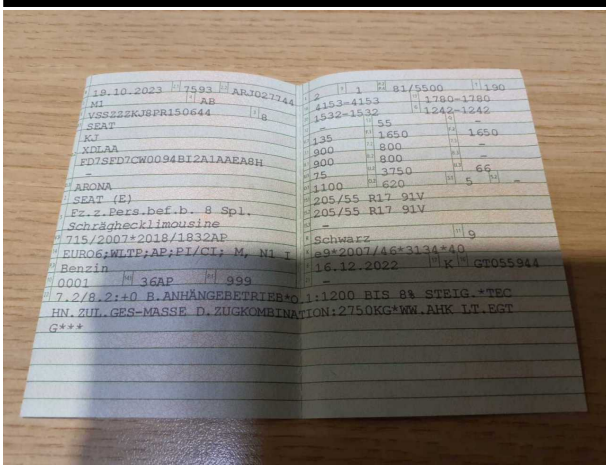 19.10.2023 7593 ARJ027744
M1 AB
VSSZZZKJ8PR150644 8
SEAT
KJ
XDLAA
FD7SFD7CW0094BI2A1AAEA8H
-
ARONA
SEAT (E)
Fz.z.Pers.bef.b. 8 Spl.
Schräghecklimousine
715/2007*2018/1832AP
EURO6;WLTP;AP;PI/CI; M, N1 I
Benzin
0001 36AP 999
2 1 81/5500 190
4153-4153 1780-1780
1532-1532 1242-1242
- 55 -
135 1650 1650
900 800 -
900 800 -
75 3750 66
1100 620 5 -
205/55 R17 91V
205/55 R17 91V
-
Schwarz 9
e9*2007/46*3134*40
16.12.2022 K GT055944
-
7.2/8.2:+0 B.ANHÄNGEBETRIEB*O.1:1200 BIS 8% STEIG.*TEC
HN.ZUL.GES-MASSE D.ZUGKOMBINATION:2750KG*WW.AHK LT.EGT
G***